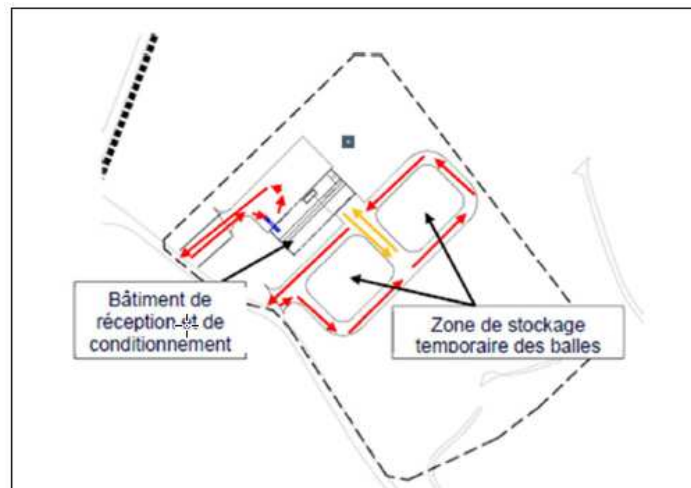 Bâtiment de
réception et de
conditionnement
Zone de stockage
temporaire des balles